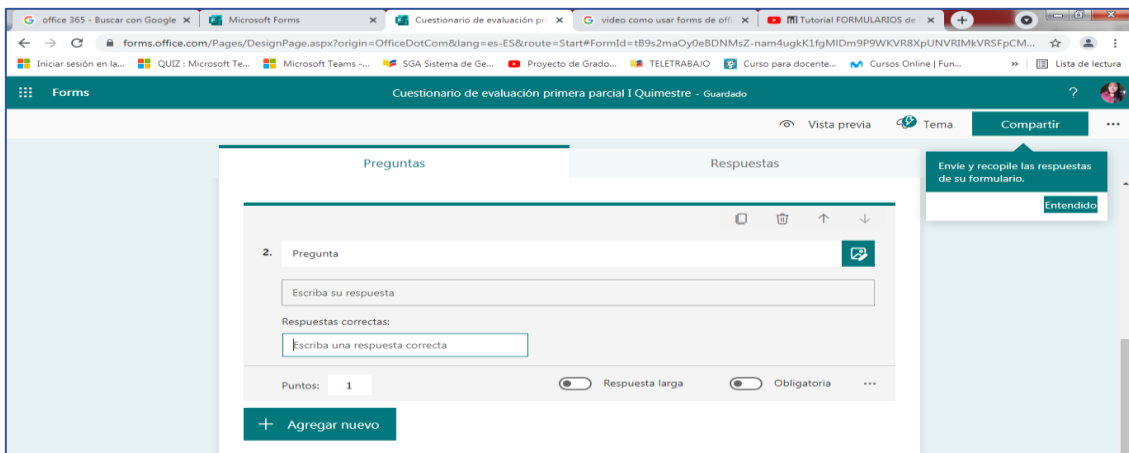 office 365 - Buscar con Google
Microsoft Forms
Cuestionario de evaluación pri
video como usar forms de offi
Tutorial FORMULARIOS de
forms.office.com/Pages/DesignPage.aspx?origin=OfficeDotCom&lang=es-ES&route=Start#FormId=tB9s2maOy0eBDNMsZ-nam4ugkK1fgMlDm9P9WKVR8XpUNVRIMkVRSFpCM...
Iniciar sesión en la...
QUIZ : Microsoft Te...
Microsoft Teams -...
SGA Sistema de Ge...
Proyecto de Grado...
TELETRABAJO
Curso para docente...
Cursos Online | Fun...
»
Lista de lectura
Forms
Cuestionario de evaluación primera parcial I Quimestre - Guardado
?
Vista previa
Tema
Compartir
...
Preguntas
Respuestas
Envíe y recopile las respuestas
de su formulario.
Entendido
2. Pregunta
Escriba su respuesta
Respuestas correctas:
Escriba una respuesta correcta
Puntos: 1
Respuesta larga
Obligatoria
...
+ Agregar nuevo